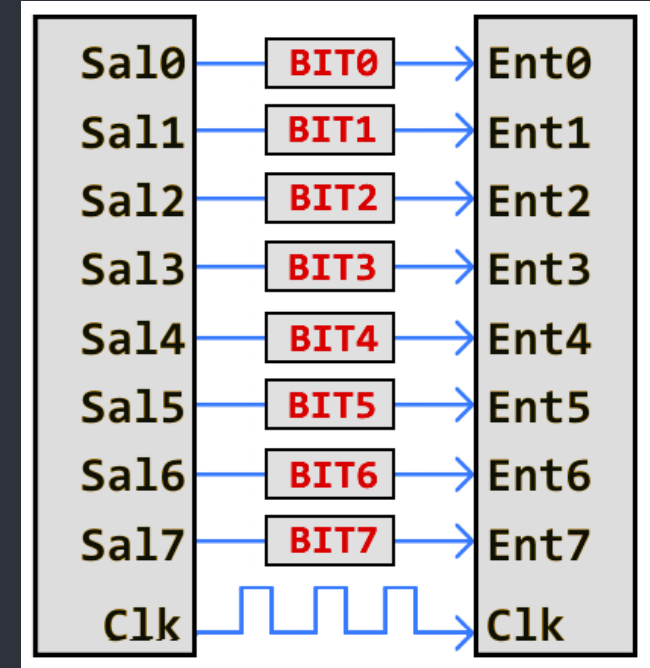 Sal0 BIT0 Ent0
Sal1 BIT1 Ent1
Sal2 BIT2 Ent2
Sal3 BIT3 Ent3
Sal4 BIT4 Ent4
Sal5 BIT5 Ent5
Sal6 BIT6 Ent6
Sal7 BIT7 Ent7
Clk Clk